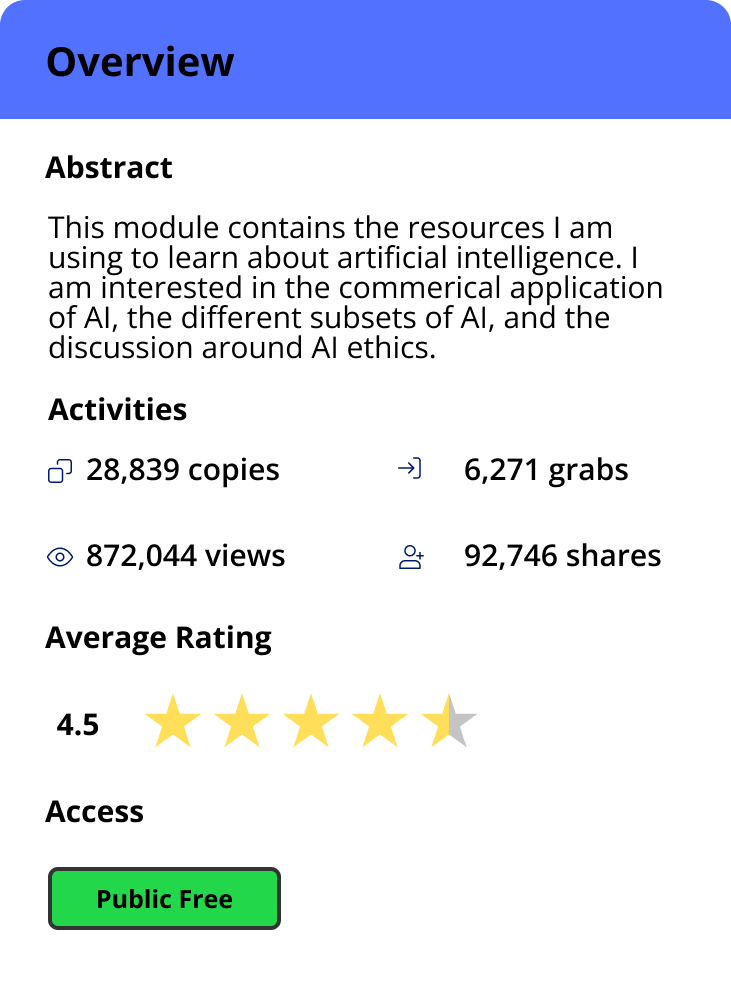 Overview
Abstract
This module contains the resources I am
using to learn about artificial intelligence. I
am interested in the commerical application
of AI, the different subsets of AI, and the
discussion around AI ethics.
Activities
28,839 copies
6,271 grabs
872,044 views
92,746 shares
Average Rating
4.5
Access
Public Free